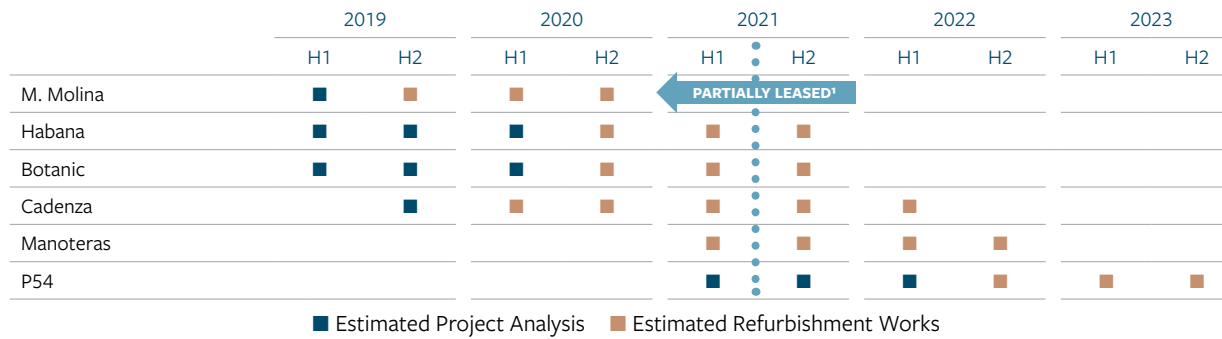 2019 2020 2021 2022 2023
H1 H2 H1 H2 H1 H2 H1 H2 H1 H2
M. Molina PARTIALLY LEASED¹
Habana
Botanic
Cadenza
Manoteras
P54
Estimated Project Analysis Estimated Refurbishment Works